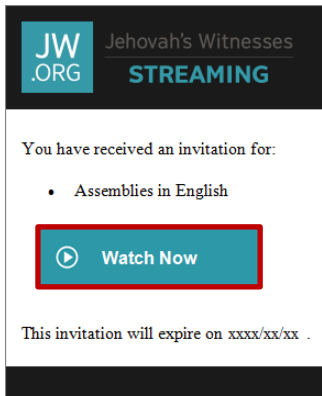 JW
.ORG
Jehovah's Witnesses
STREAMING
You have received an invitation for:
• Assemblies in English
Watch Now
This invitation will expire on xxxx/xx/xx .